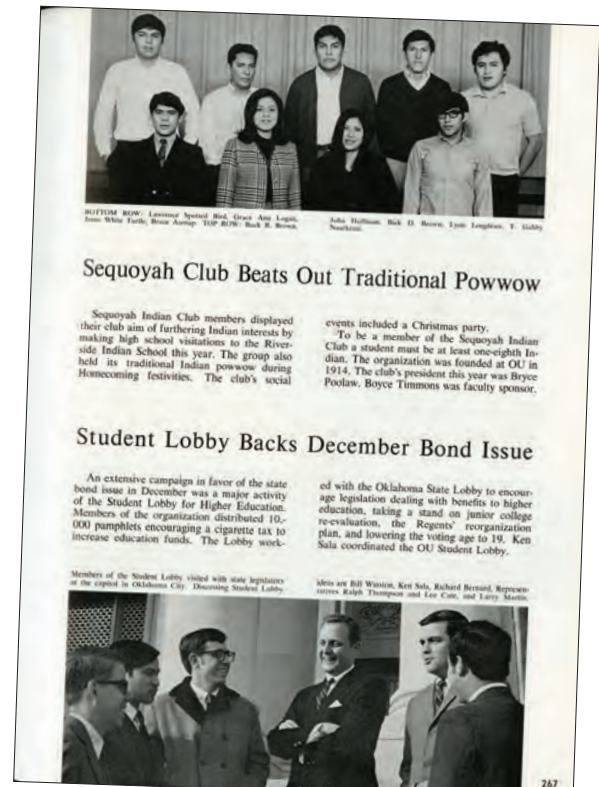 BOTTOM ROW: Lawrence Spotted Bird, Grace Ann Logan,
Irene White Turtle, Bruce TOP ROW: Buck B. Brown,
John Hoffman, Rick D. Brown, Lynn Loughton, T. Gabby
Sequoyah Club Beats Out Traditional Powwow
Sequoyah Indian Club members displayed
their club aim of furthering Indian interests by
making high school visitations to the River-
side Indian School this year. The group also
held its traditional Indian powwow during
Homecoming festivities. The club's social
events included a Christmas party.
To be a member of the Sequoyah Indian
Club a student must be at least one-eighth In-
dian. The organization was founded at OU in
1914. The club's president this year was Bryce
Poolaw. Boyce Timmons was faculty sponsor.
Student Lobby Backs December Bond Issue
An extensive campaign in favor of the state
bond issue in December was a major activity
of the Student Lobby for Higher Education.
Members of the organization distributed 10,-
000 pamphlets encouraging a cigarette tax to
increase education funds. The Lobby work-
ed with the Oklahoma State Lobby to encour-
age legislation dealing with benefits to higher
education, taking a stand on junior college
re-evaluation, the Regents' reorganization
plan, and lowering the voting age to 19. Ken
Sala coordinated the OU Student Lobby.
Members of the Student Lobby visited with state legislators
at the capitol in Oklahoma City. Discussing Student Lobby
ideas are Bill Winston, Ken Sala, Richard Bernard, Represen-
tatives Ralph Thompson and Lee Cate, and Larry Martin.
267